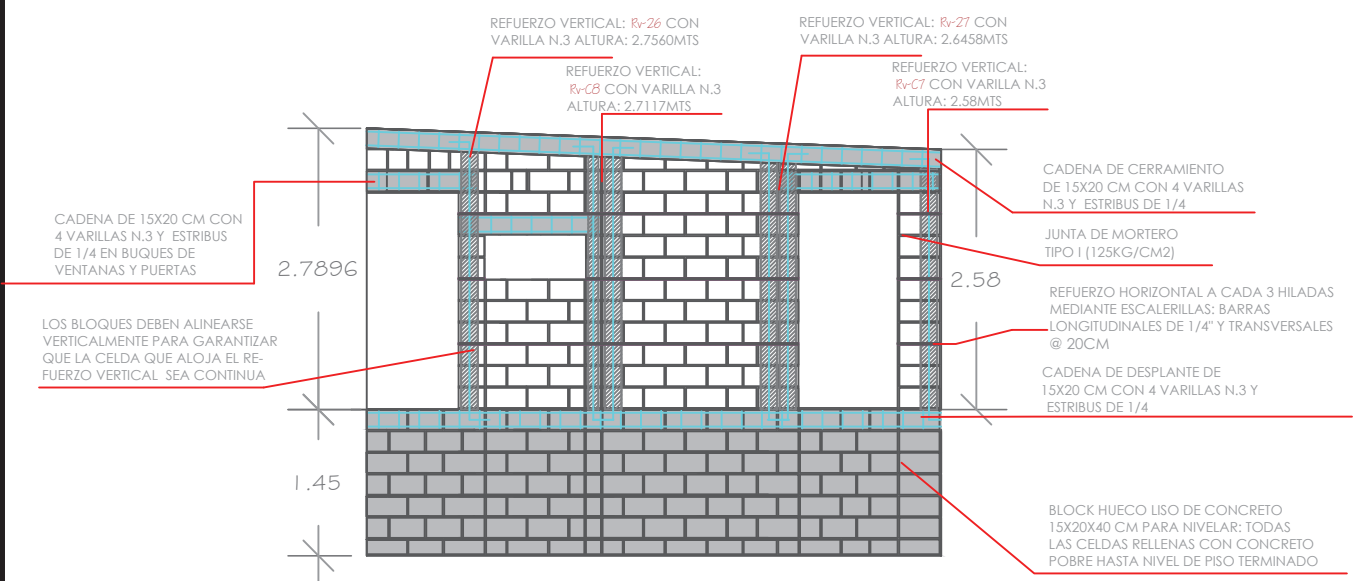 REFUERZO VERTICAL: Rv-26 CON
VARILLA N.3 ALTURA: 2.7560MTS
REFUERZO VERTICAL: Rv-27 CON
VARILLA N.3 ALTURA: 2.6458MTS
REFUERZO VERTICAL:
Rv-C8 CON VARILLA N.3
ALTURA: 2.7117MTS
REFUERZO VERTICAL:
Rv-C7 CON VARILLA N.3
ALTURA: 2.58MTS
CADENA DE 15X20 CM CON
4 VARILLAS N.3 Y ESTRIBUS
DE 1/4 EN BUQUES DE
VENTANAS Y PUERTAS
LOS BLOQUES DEBEN ALINEARSE
VERTICALMENTE PARA GARANTIZAR
QUE LA CELDA QUE ALOJA EL RE-
FUERZO VERTICAL SEA CONTINUA
2.7896
1.45
2.58
CADENA DE CERRAMIENTO
DE 15X20 CM CON 4 VARILLAS
N.3 Y ESTRIBUS DE 1/4
JUNTA DE MORTERO
TIPO I (125KG/CM2)
REFUERZO HORIZONTAL A CADA 3 HILADAS
MEDIANTE ESCALERILLAS: BARRAS
LONGITUDINALES DE 1/4" Y TRANSVERSALES
@ 20CM
CADENA DE DESPLANTE DE
15X20 CM CON 4 VARILLAS N.3 Y
ESTRIBUS DE 1/4
BLOCK HUECO LISO DE CONCRETO
15X20X40 CM PARA NIVELAR: TODAS
LAS CELDAS RELLENAS CON CONCRETO
POBRE HASTA NIVEL DE PISO TERMINADO